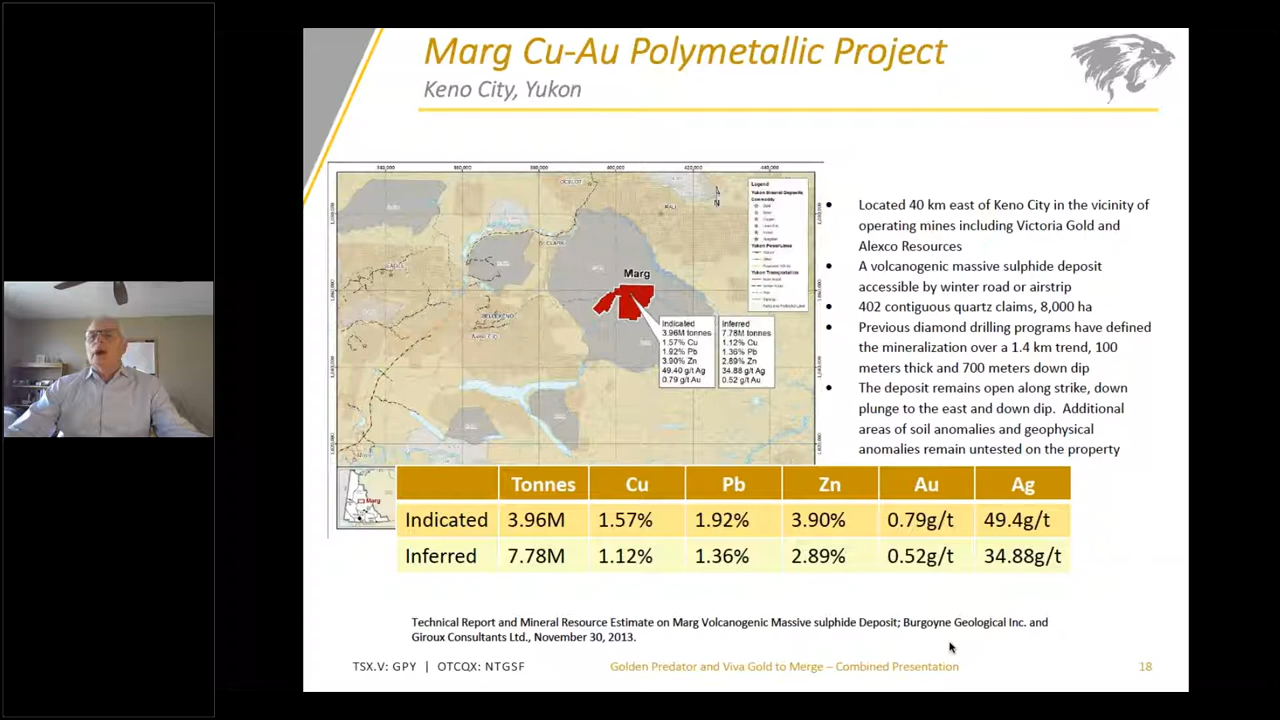 Marg Cu-Au Polymetallic Project
Keno City, Yukon
Marg
Legend
Indicated
3.96M tonnes
1.57% Cu
1.92% Pb
3.90% Zn
49.40 g/t Ag
0.79 g/t Au
Inferred
7.78M tonnes
1.12% Cu
1.36% Pb
2.89% Zn
34.88 g/t Ag
0.52 g/t Au
Marg
• Located 40 km east of Keno City in the vicinity of
operating mines including Victoria Gold and
Alexco Resources
• A volcanogenic massive sulphide deposit
accessible by winter road or airstrip
• 402 contiguous quartz claims, 8,000 ha
• Previous diamond drilling programs have defined
the mineralization over a 1.4 km trend, 100
meters thick and 700 meters down dip
• The deposit remains open along strike, down
plunge to the east and down dip. Additional
areas of soil anomalies and geophysical
anomalies remain untested on the property
Tonnes Cu Pb Zn Au Ag
Indicated 3.96M 1.57% 1.92% 3.90% 0.79g/t 49.4g/t
Inferred 7.78M 1.12% 1.36% 2.89% 0.52g/t 34.88g/t
Technical Report and Mineral Resource Estimate on Marg Volcanogenic Massive sulphide Deposit; Burgoyne Geological Inc. and
Giroux Consultants Ltd., November 30, 2013.
TSX.V: GPY | OTCQX: NTGSF
Golden Predator and Viva Gold to Merge – Combined Presentation
18